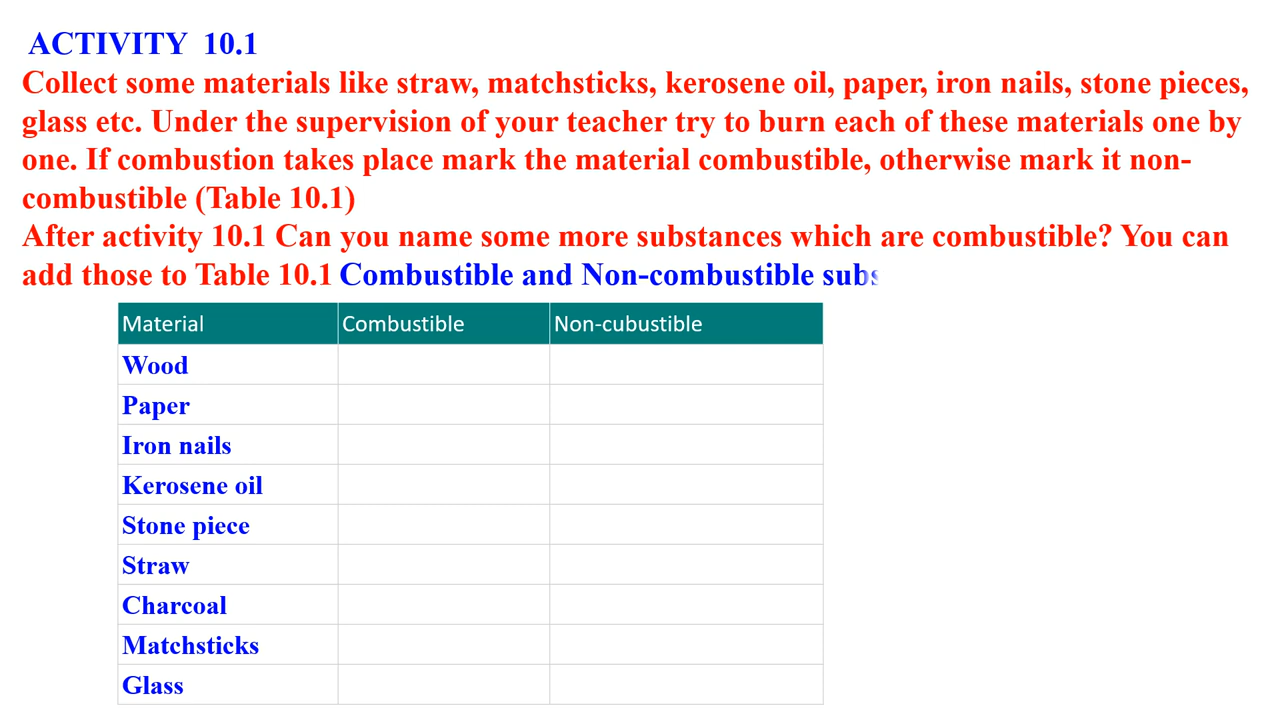 ACTIVITY 10.1
Collect some materials like straw, matchsticks, kerosene oil, paper, iron nails, stone pieces,
glass etc. Under the supervision of your teacher try to burn each of these materials one by
one. If combustion takes place mark the material combustible, otherwise mark it non-
combustible (Table 10.1)
After activity 10.1 Can you name some more substances which are combustible? You can
add those to Table 10.1 Combustible and Non-combustible subs
Material Combustible Non-cubustible
Wood
Paper
Iron nails
Kerosene oil
Stone piece
Straw
Charcoal
Matchsticks
Glass